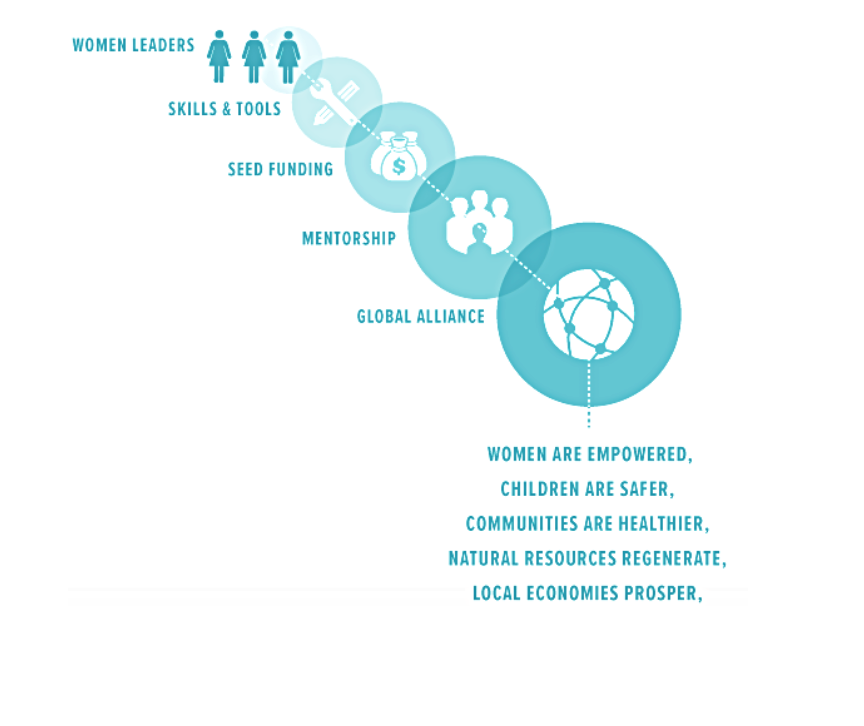 WOMEN LEADERS
SKILLS & TOOLS
$
SEED FUNDING
MENTORSHIP
GLOBAL ALLIANCE
WOMEN ARE EMPOWERED,
CHILDREN ARE SAFER,
COMMUNITIES ARE HEALTHIER,
NATURAL RESOURCES REGENERATE,
LOCAL ECONOMIES PROSPER,